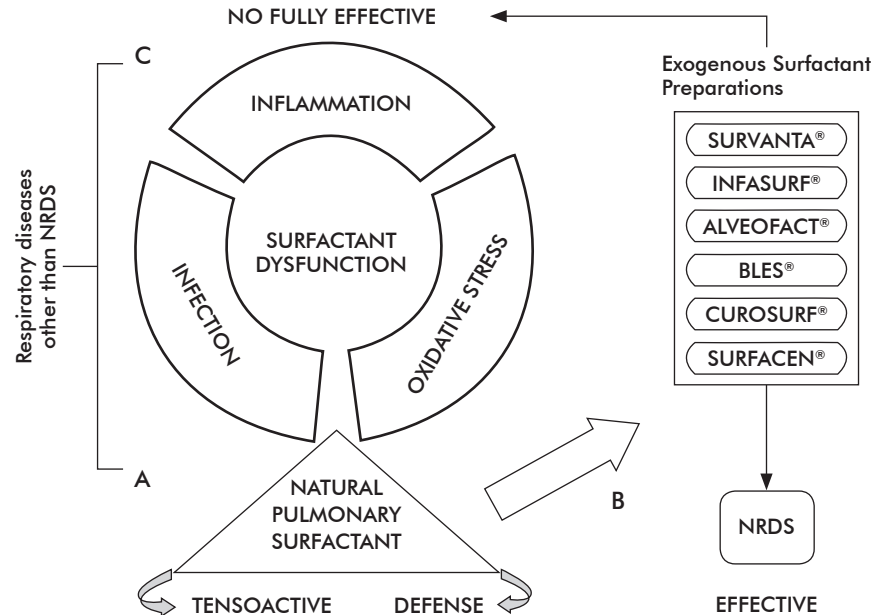 NO FULLY EFFECTIVE
C
Respiratory diseases
other than NRDS
INFLAMMATION
SURFACTANT
DYSFUNCTION
INFECTION
OXIDATIVE STRESS
A
NATURAL
PULMONARY
SURFACTANT
TENSOACTIVE
DEFENSE
B
Exogenous Surfactant
Preparations
SURVANTA®
INFASURF®
ALVEOFACT®
BLES®
CUROSURF®
SURFACEN®
NRDS
EFFECTIVE